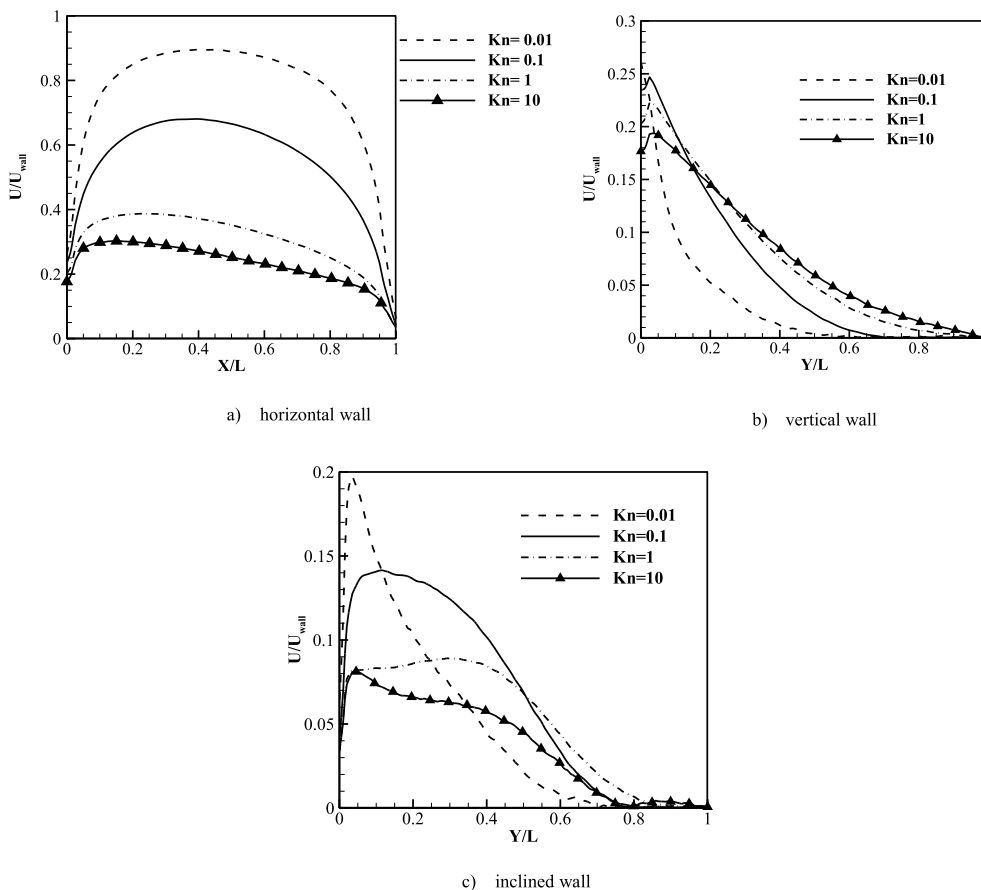 1
0.8
0.6
0.4
0.2
0
U/U wall
0 0.2 0.4 0.6 0.8 1
X/L
Kn= 0.01
Kn= 0.1
Kn= 1
Kn= 10
a) horizontal wall
0.3
0.25
0.2
0.15
0.1
0.05
0
U/U wall
0 0.2 0.4 0.6 0.8
Y/L
Kn=0.01
Kn=0.1
Kn=1
Kn=10
b) vertical wall
0.2
0.15
0.1
0.05
0
U/U wall
0 0.2 0.4 0.6 0.8 1
Y/L
Kn=0.01
Kn=0.1
Kn=1
Kn=10
c) inclined wall